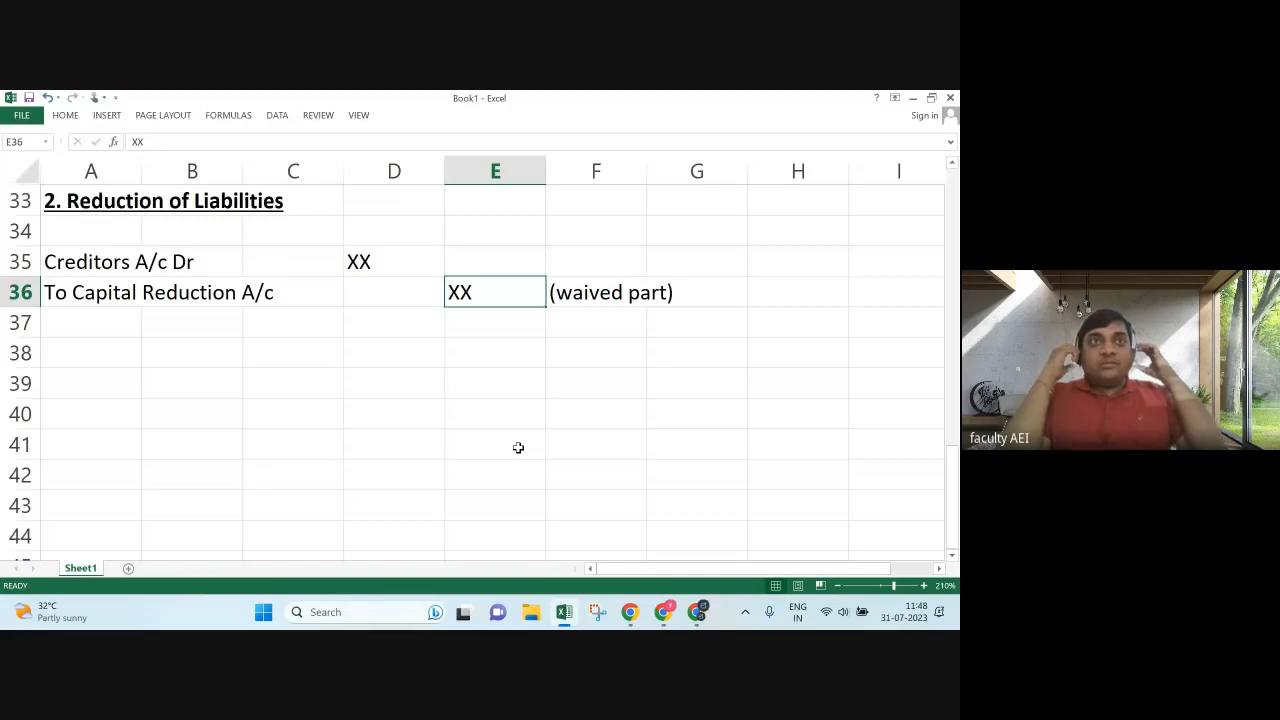 Book1 - Excel
?
FILE HOME INSERT PAGE LAYOUT FORMULAS DATA REVIEW VIEW
Sign in
E36 fx XX
A B C D E F G H I
33 2. Reduction of Liabilities
34
35 Creditors A/c Dr XX
36 To Capital Reduction A/c XX (waived part)
37
38
39
40
41
42
43
44
faculty AEI
Sheet1
READY 210%
32°C
Partly sunny
Search
ENG
IN
11:48
31-07-2023